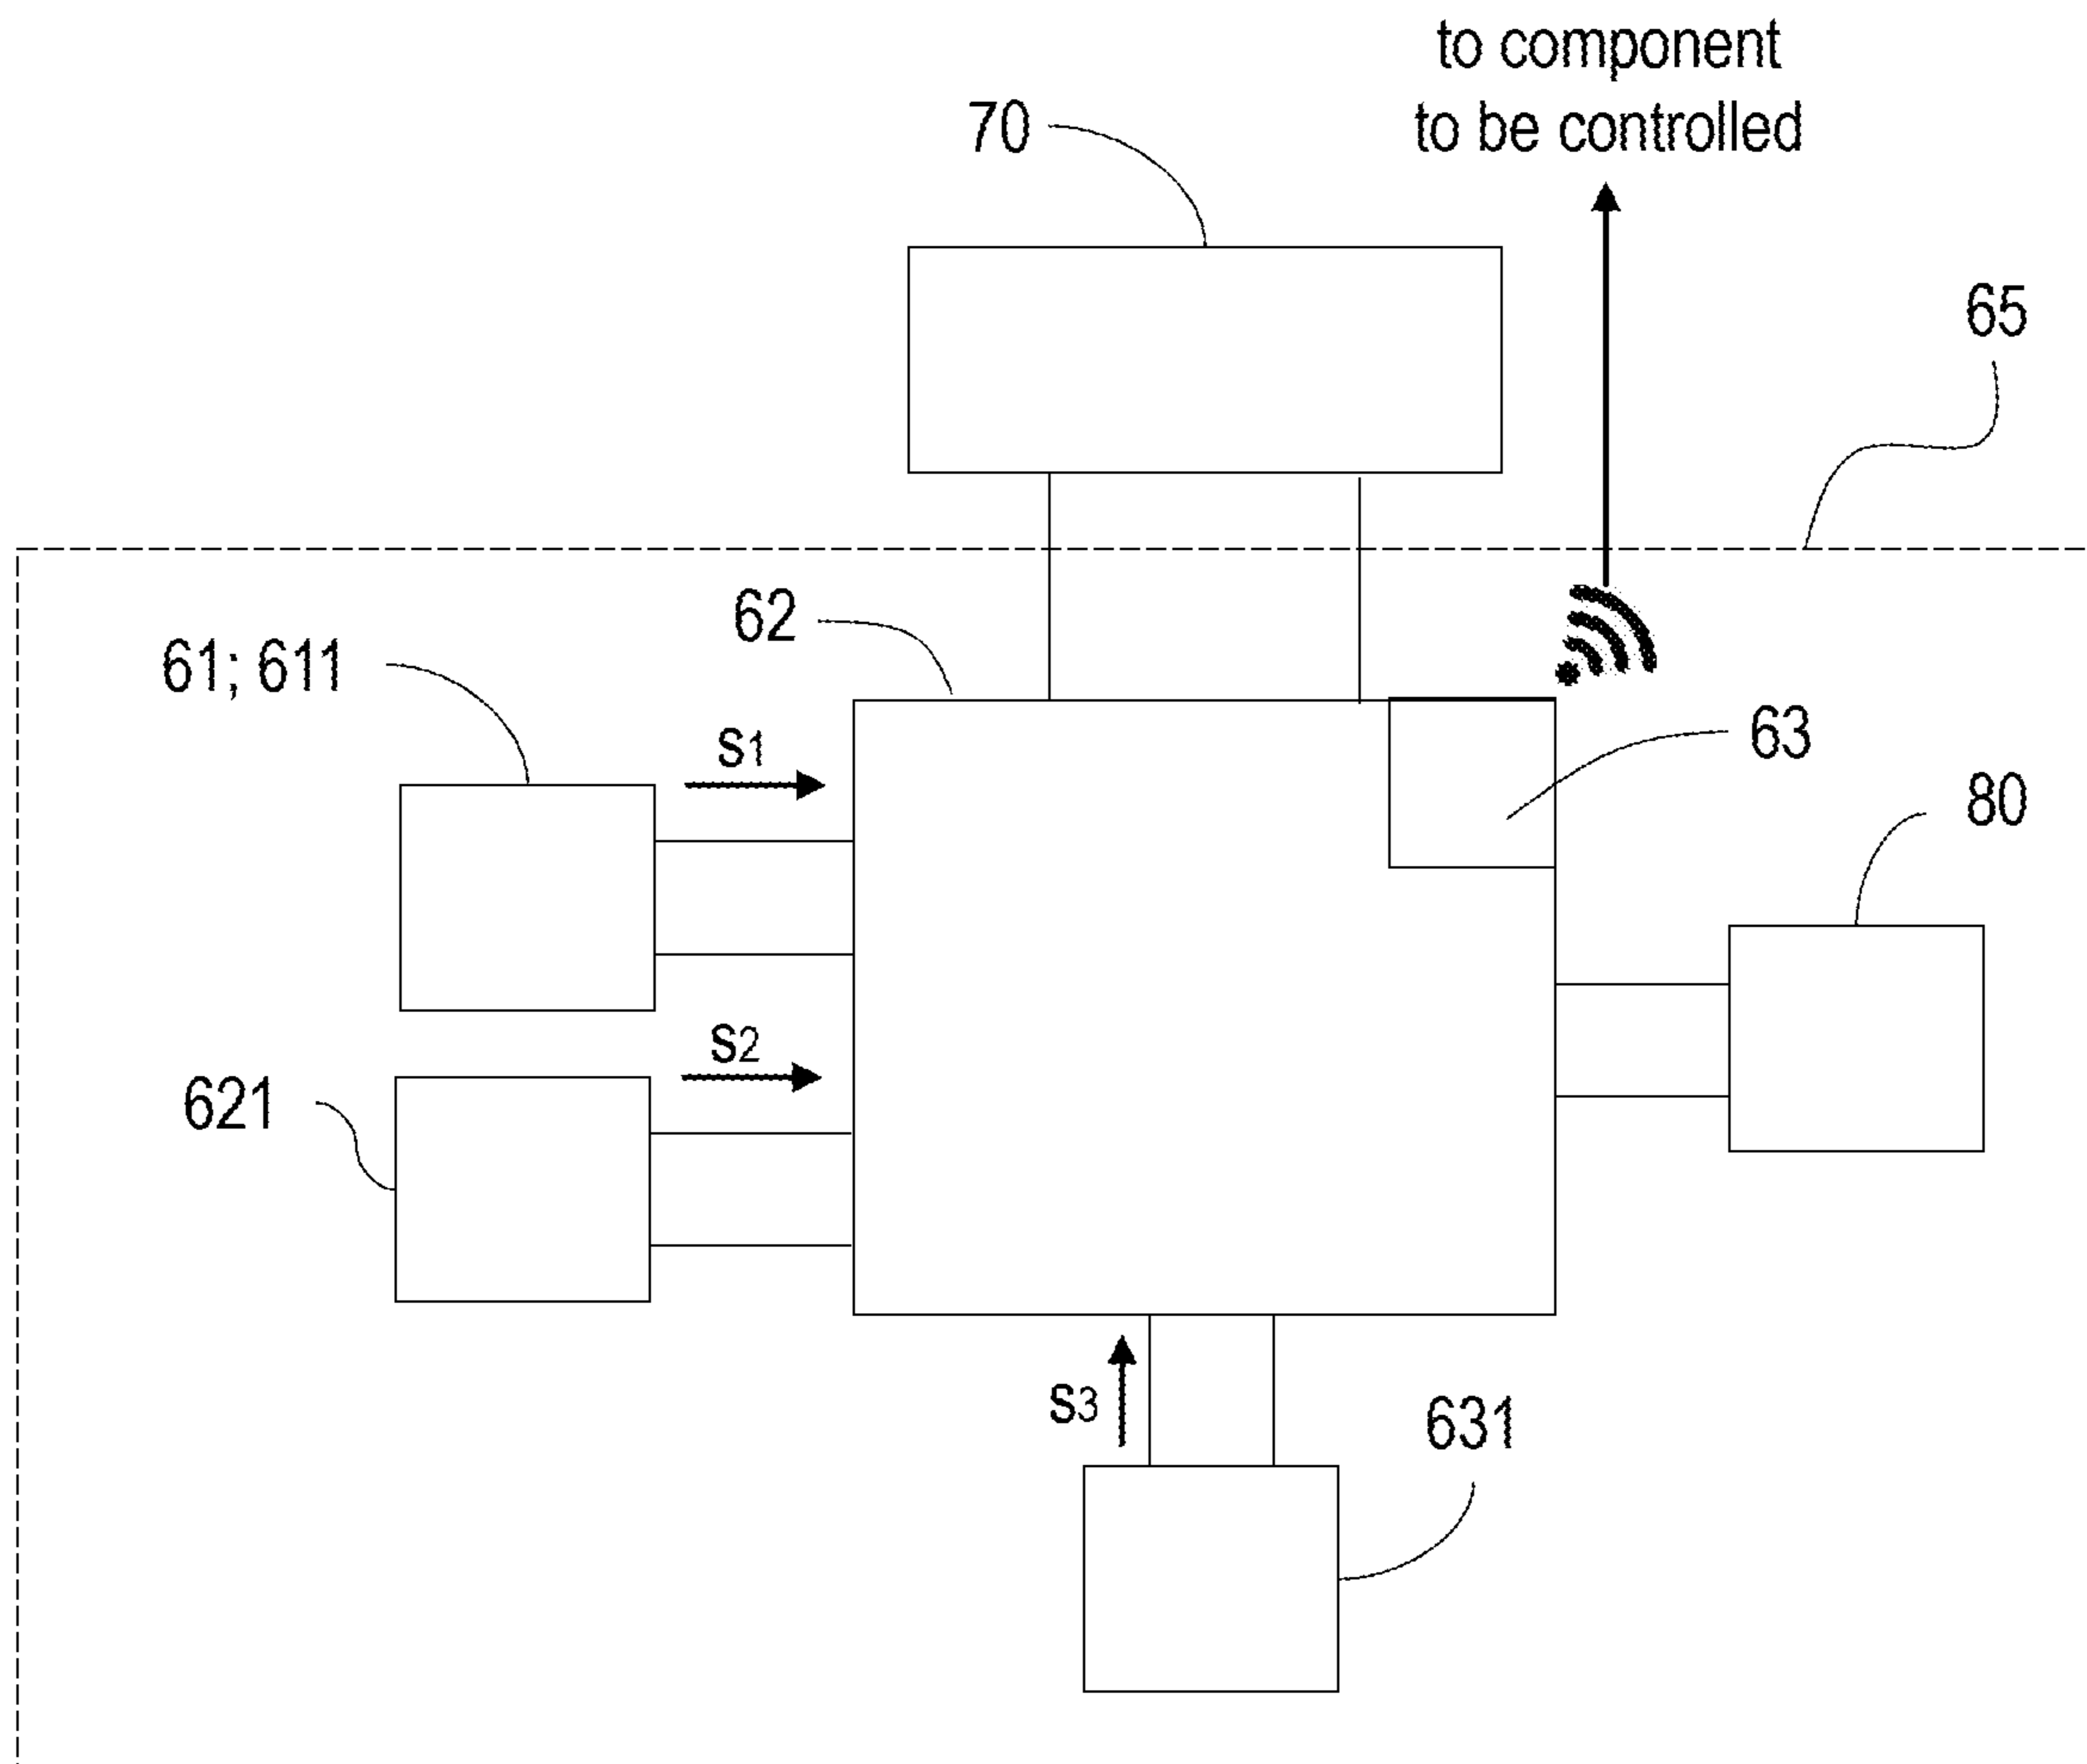 to component
to be controlled
70
65
62
61; 611
63
s1
80
s2
621
s3
631